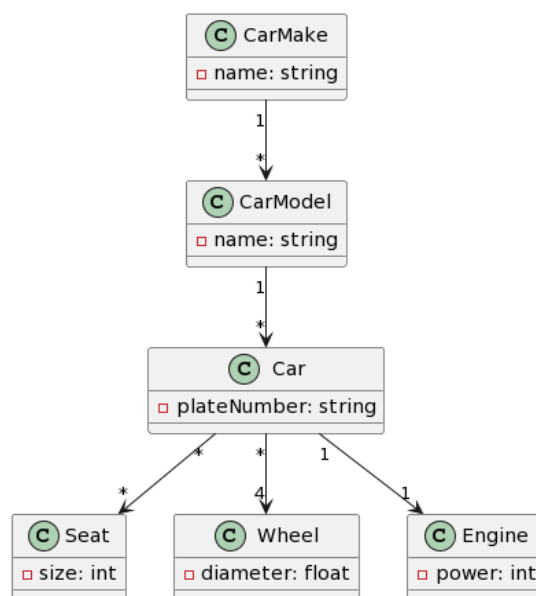 C CarMake
name: string
1
*
C CarModel
name: string
1
*
C Car
plateNumber: string
* * 1
* 4 1
C Seat C Wheel C Engine
size: int diameter: float power: int